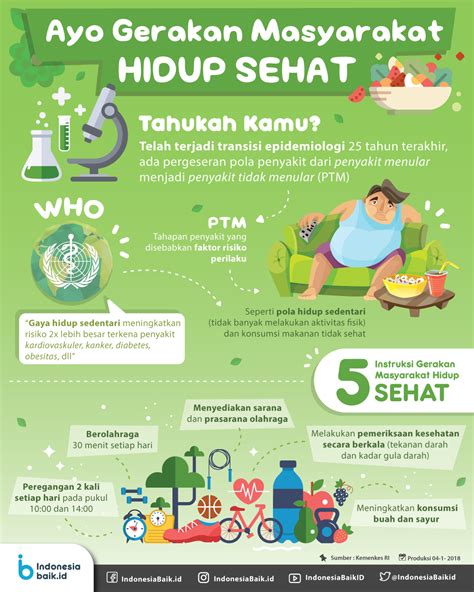 Ayo Gerakan Masyarakat
HIDUP SEHAT
Tahukah Kamu?
Telah terjadi transisi epidemiologi 25 tahun terakhir,
ada pergeseran pola penyakit dari penyakit menular
menjadi penyakit tidak menular (PTM)
WHO
PTM
Tahapan penyakit yang
disebabkan faktor risiko
perilaku
"Gaya hidup sedentari meningkatkan
risiko 2x lebih besar terkena penyakit
kardiovaskuler, kanker, diabetes,
obesitas, dll"
Seperti pola hidup sedentari
(tidak banyak melakukan aktivitas fisik)
dan konsumsi makanan tidak sehat
5 Instruksi Gerakan
Masyarakat Hidup
SEHAT
Menyediakan sarana
dan prasarana olahraga
Berolahraga
30 menit setiap hari
Melakukan pemeriksaan kesehatan
secara berkala (tekanan darah
dan kadar gula darah)
Peregangan 2 kali
setiap hari pada pukul
10:00 dan 14:00
Meningkatkan konsumsi
buah dan sayur
Sumber : Kemenkes RI
Produksi 04-1- 2018
Indonesia
baik.id
IndonesiaBaik.id
IndonesiaBaik.id
IndonesiaBaikID
@IndonesiaBaikid